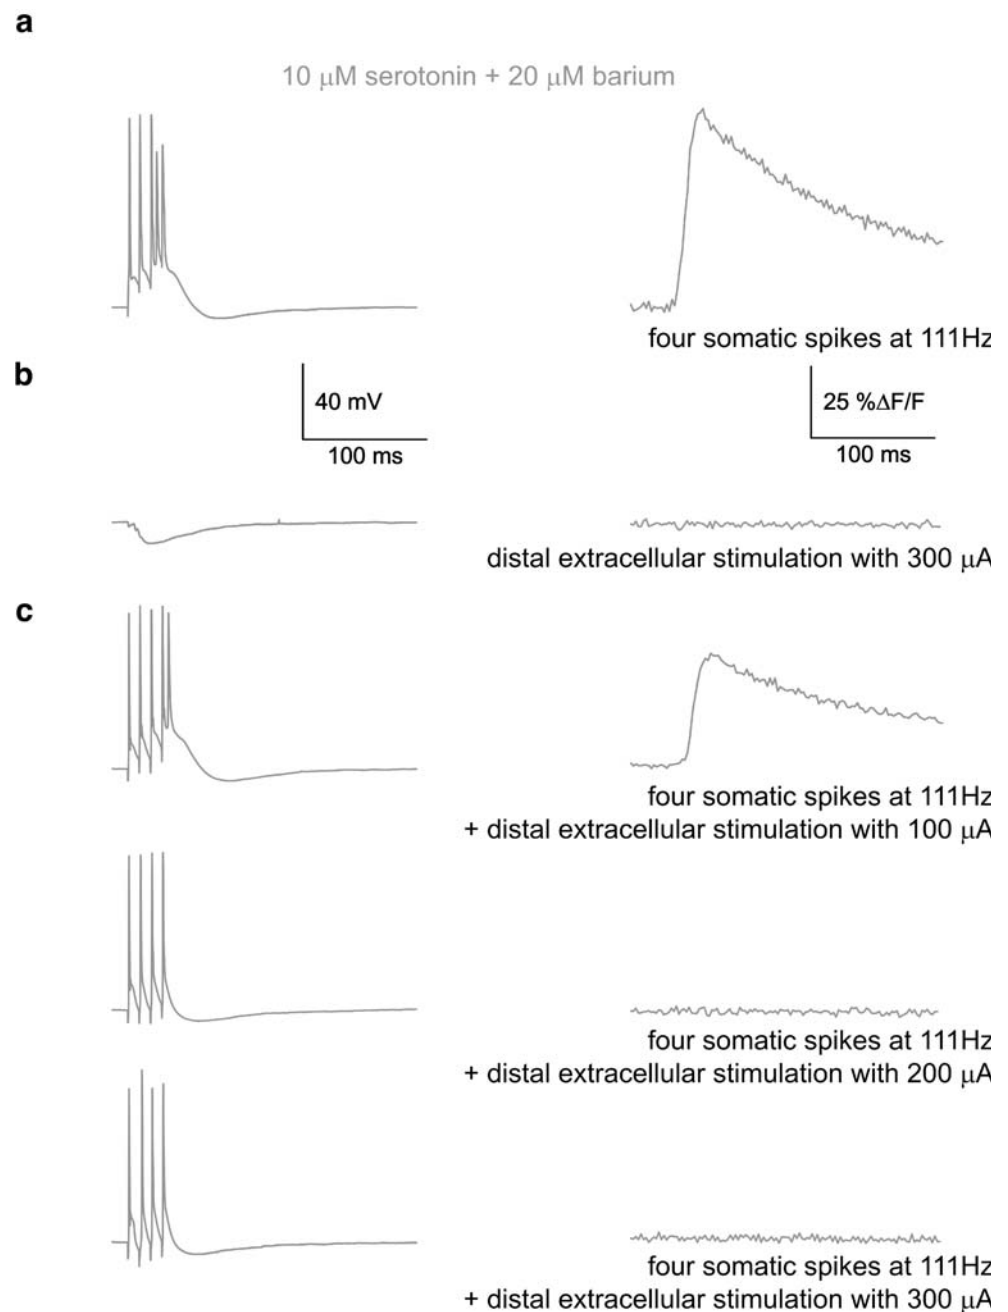 a
10 μM serotonin + 20 μM barium
four somatic spikes at 111Hz
b
40 mV
100 ms
25 %ΔF/F
100 ms
distal extracellular stimulation with 300 μA
c
four somatic spikes at 111Hz
+ distal extracellular stimulation with 100 μA
four somatic spikes at 111Hz
+ distal extracellular stimulation with 200 μA
four somatic spikes at 111Hz
+ distal extracellular stimulation with 300 μA